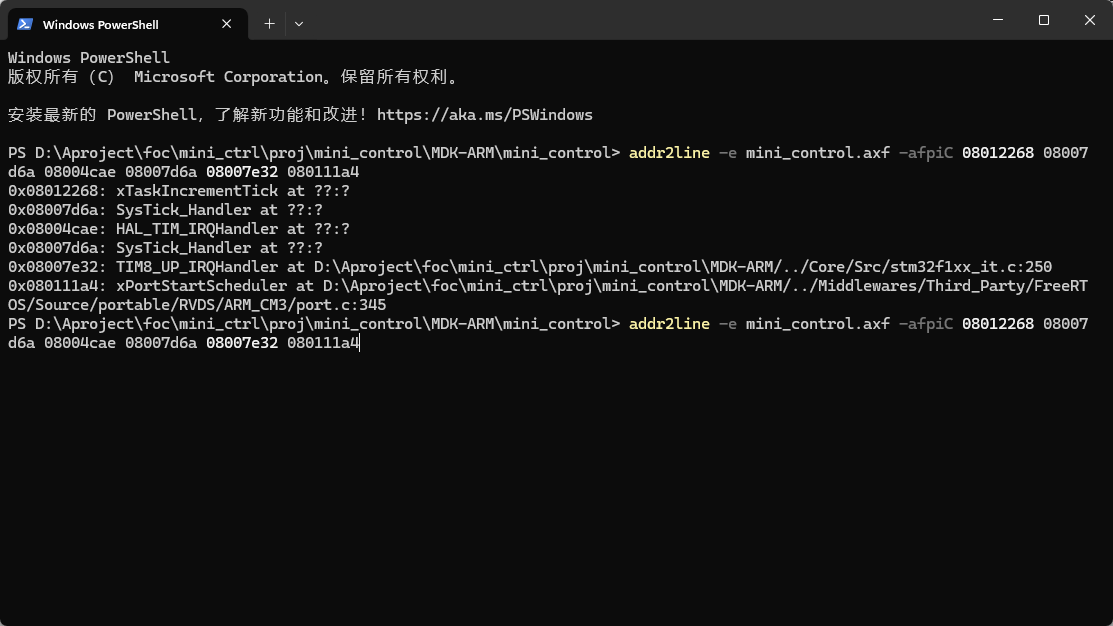 Windows PowerShell
Windows PowerShell
版权所有（C） Microsoft Corporation。保留所有权利。
安装最新的 PowerShell，了解新功能和改进！https://aka.ms/PSWindows
PS D:\Aproject\foc\mini_ctrl\proj\mini_control\MDK-ARM\mini_control> addr2line -e mini_control.axf -afpiC 08012268 08007
d6a 08004cae 08007d6a 08007e32 080111a4
0x08012268: xTaskIncrementTick at ??:?
0x08007d6a: SysTick_Handler at ??:?
0x08004cae: HAL_TIM_IRQHandler at ??:?
0x08007d6a: SysTick_Handler at ??:?
0x08007e32: TIM8_UP_IRQHandler at D:\Aproject\foc\mini_ctrl\proj\mini_control\MDK-ARM/../Core/Src/stm32f1xx_it.c:250
0x080111a4: xPortStartScheduler at D:\Aproject\foc\mini_ctrl\proj\mini_control\MDK-ARM/../Middlewares/Third_Party/FreeRT
OS/Source/portable/RVDS/ARM_CM3/port.c:345
PS D:\Aproject\foc\mini_ctrl\proj\mini_control\MDK-ARM\mini_control> addr2line -e mini_control.axf -afpiC 08012268 08007
d6a 08004cae 08007d6a 08007e32 080111a4